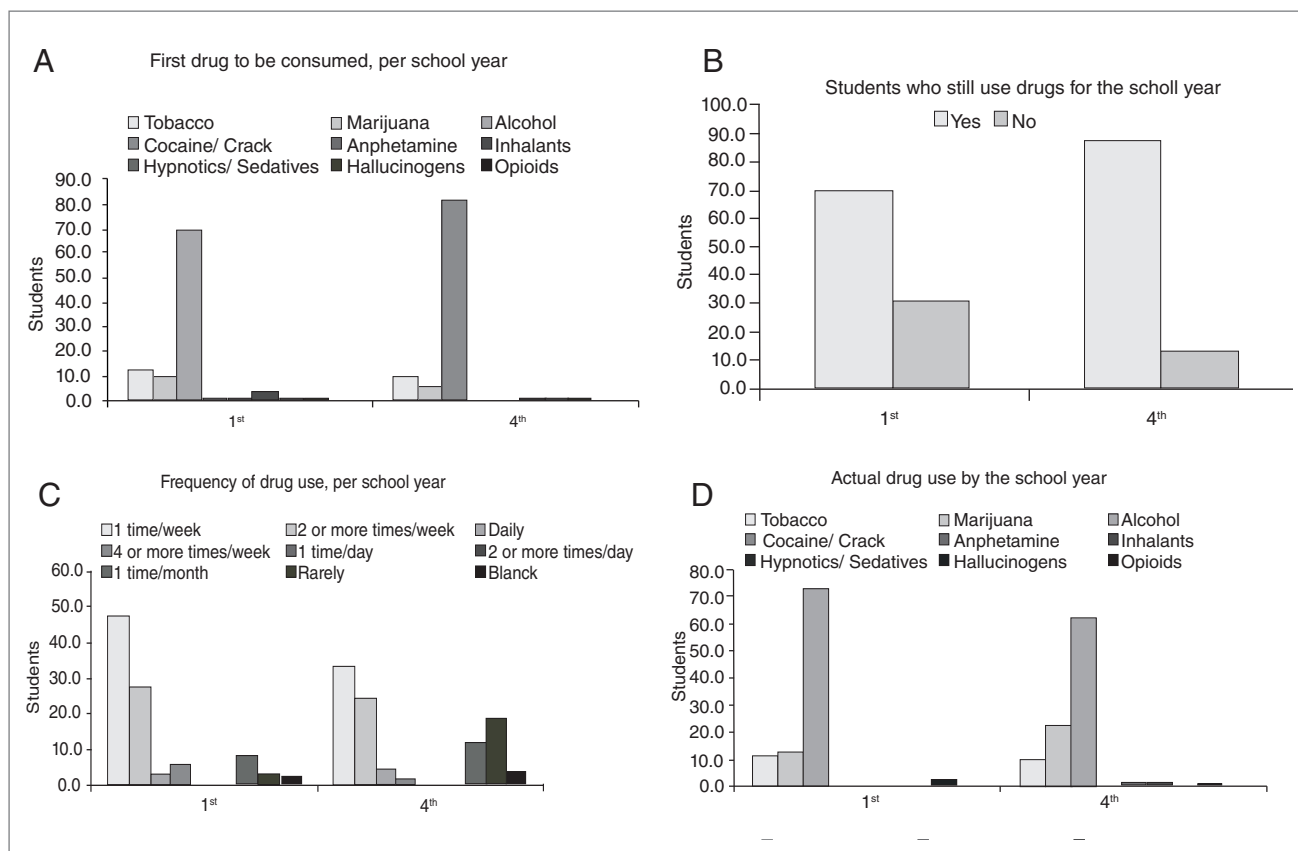 A
First drug to be consumed, per school year
Tobacco Marijuana Alcohol
Cocaine/ Crack Anphetamine Inhalants
Hypnotics/ Sedatives Hallucinogens Opioids
90.0
80.0
70.0
60.0
50.0
40.0
30.0
20.0
10.0
0.0
Students
1st 4th
B
Students who still use drugs for the scholl year
Yes No
100.0
90.0
80.0
70.0
60.0
50.0
40.0
30.0
20.0
10.0
0.0
Students
1st 4th
C
Frequency of drug use, per school year
1 time/week 2 or more times/week Daily
4 or more times/week 1 time/day 2 or more times/day
1 time/month Rarely Blanck
60.0
50.0
40.0
30.0
20.0
10.0
0.0
Students
1st 4th
D
Actual drug use by the school year
Tobacco Marijuana Alcohol
Cocaine/ Crack Anphetamine Inhalants
Hypnotics/ Sedatives Hallucinogens Opioids
80.0
70.0
60.0
50.0
40.0
30.0
20.0
10.0
0.0
Students
1st 4th